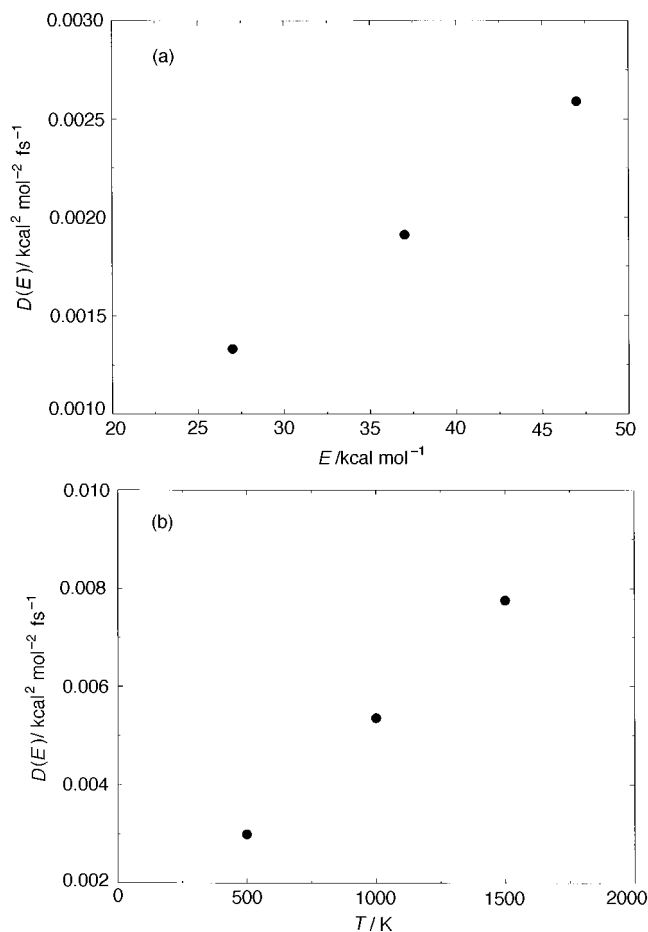 0.0030
(a)
0.0025
0.0020
0.0015
0.0010
D(E)/ kcal² mol⁻² fs⁻¹
20 25 30 35 40 45 50
E /kcal mol⁻¹
0.010
(b)
0.008
0.006
0.004
0.002
D(E)/ kcal² mol⁻² fs⁻¹
0 500 1000 1500 2000
T / K